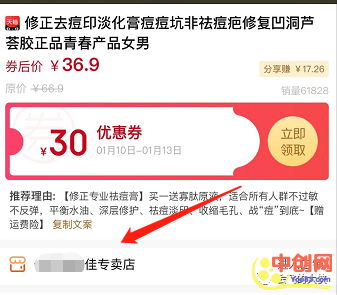 天猫 修正去痘印淡化膏痘痘坑非祛痘疤修复凹洞芦
荟胶正品青春产品女男
券后价 ￥36.9
分享赚 ￥17.26
原价 ￥66.9
销量61828
券
￥30 优惠券
01月10日-01月13日
立即
领取
推荐理由:【修正专业祛痘膏】买一送寡肽原液，适合所有人群不过敏
不反弹，平衡水油、深层修护、祛痘淡印、收缩毛孔、战“痘”到底~【赠
运费险】 复制文案
佳专卖店
中创网